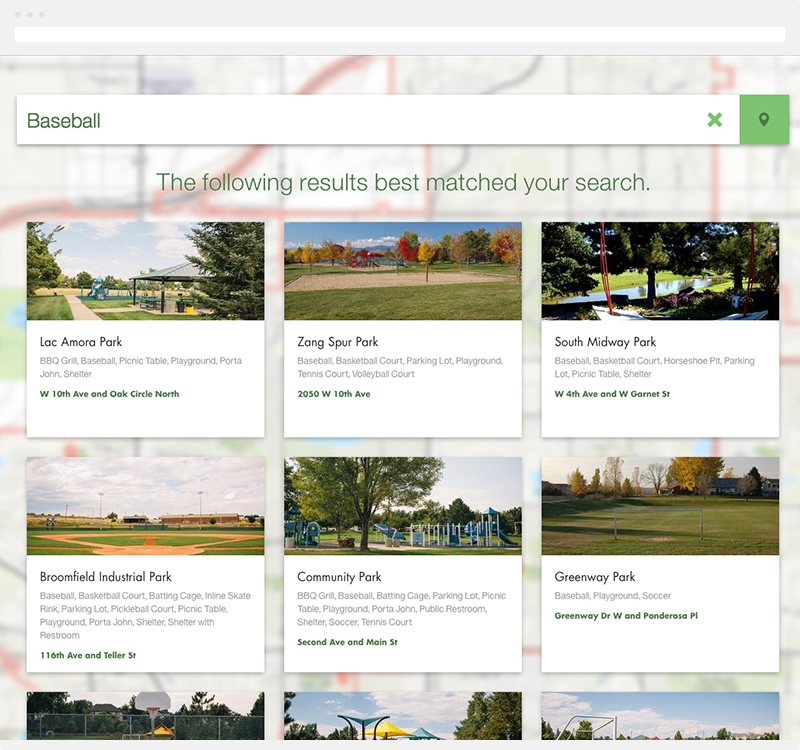 Baseball
The following results best matched your search.
Lac Amora Park
BBQ Grill, Baseball, Picnic Table, Playground, Porta
John, Shelter
W 10th Ave and Oak Circle North
Zang Spur Park
Baseball, Basketball Court, Parking Lot, Playground,
Tennis Court, Volleyball Court
2050 W 10th Ave
South Midway Park
Baseball, Basketball Court, Horseshoe Pit, Parking
Lot, Picnic Table, Shelter
W 4th Ave and W Garnet St
Broomfield Industrial Park
Baseball, Basketball Court, Batting Cage, Inline Skate
Rink, Parking Lot, Pickleball Court, Picnic Table,
Playground, Porta John, Shelter, Shelter with
Restroom
116th Ave and Teller St
Community Park
BBQ Grill, Baseball, Batting Cage, Parking Lot, Picnic
Table, Playground, Porta John, Public Restroom,
Shelter, Soccer, Tennis Court
Second Ave and Main St
Greenway Park
Baseball, Playground, Soccer
Greenway Dr W and Ponderosa Pl